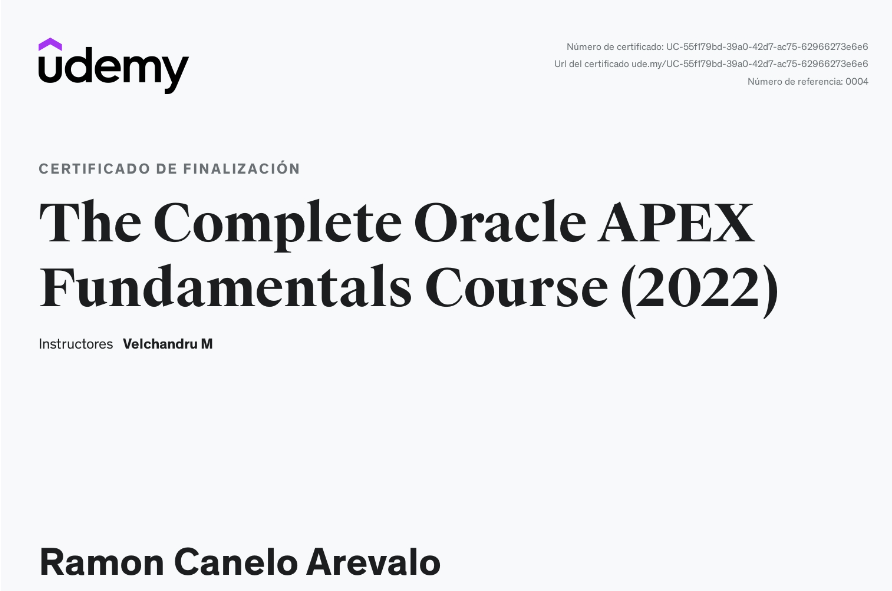 udemy
Número de certificado: UC-55f179bd-39a0-42d7-ac75-62966273e6e6
Url del certificado ude.my/UC-55f179bd-39a0-42d7-ac75-62966273e6e6
Número de referencia: 0004
CERTIFICADO DE FINALIZACIÓN
The Complete Oracle APEX
Fundamentals Course (2022)
Instructores Velchandru M
Ramon Canelo Arevalo